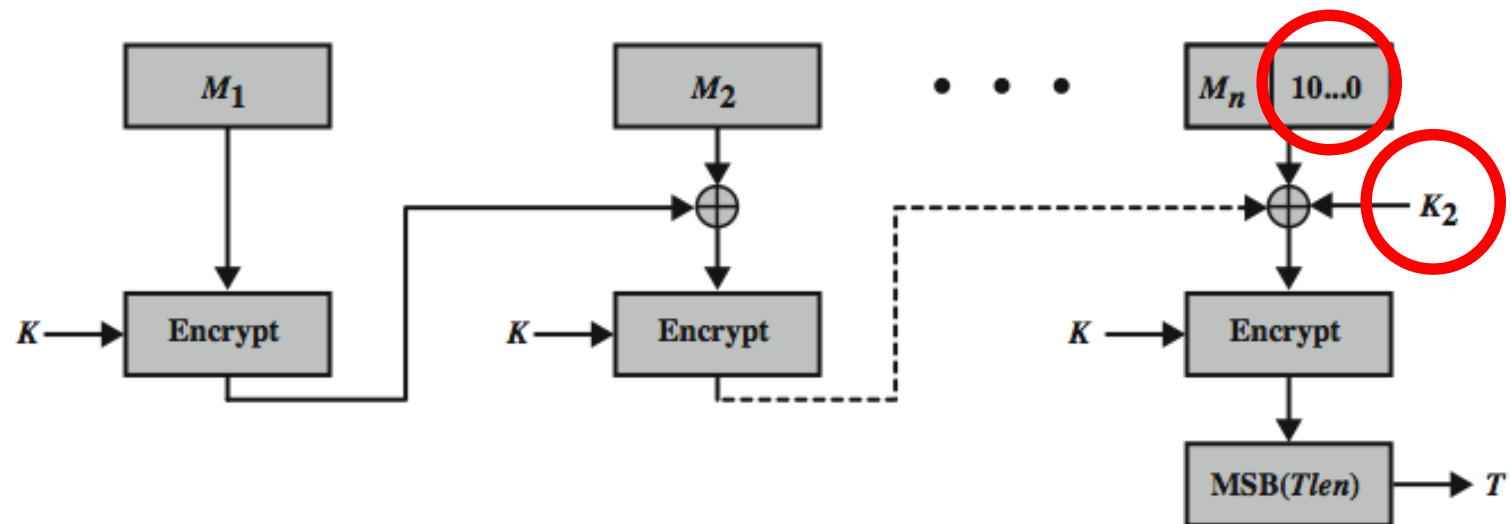 M1
M2
• • •
Mn
10...0
K2
K
Encrypt
K
Encrypt
K
Encrypt
MSB(Tlen)
T